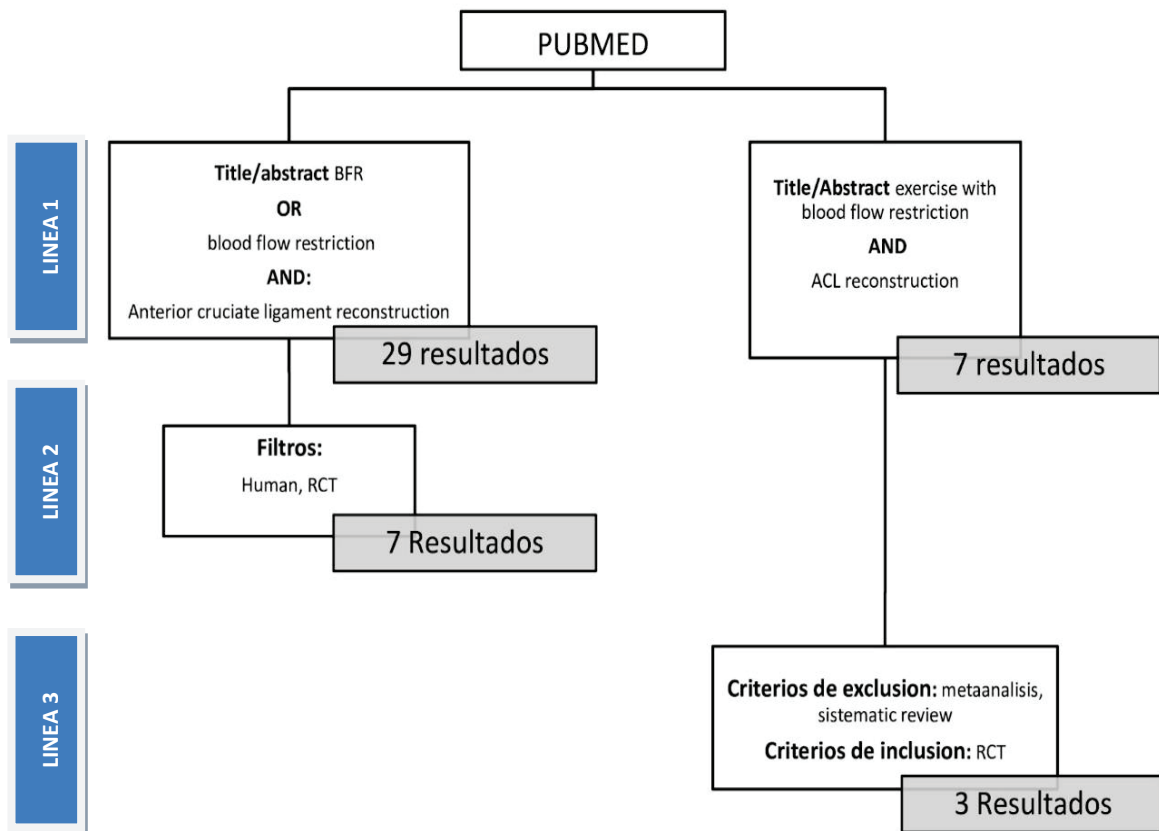 PUBMED
LINEA 1
Title/abstract BFR
OR
blood flow restriction
AND:
Anterior cruciate ligament reconstruction
29 resultados
Title/Abstract exercise with
blood flow restriction
AND
ACL reconstruction
7 resultados
LINEA 2
Filtros:
Human, RCT
7 Resultados
LINEA 3
Criterios de exclusion: metaanalisis,
sistematic review
Criterios de inclusion: RCT
3 Resultados